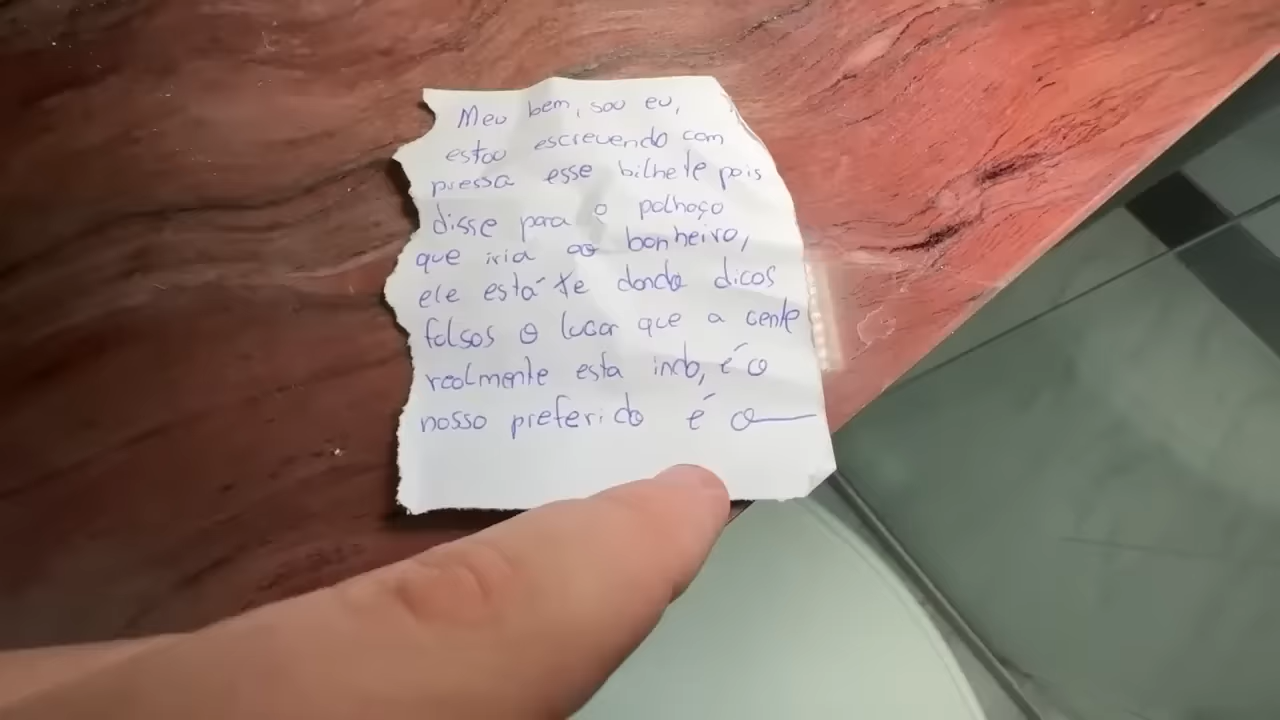 Meu bem, sou eu,
estou escrevendo com
pressa esse bilhete pois
disse para o palhaço
que iria ao banheiro,
ele está te dando dicas
falsas o lugar que a gente
realmente esta indo, é o
nosso preferido é o